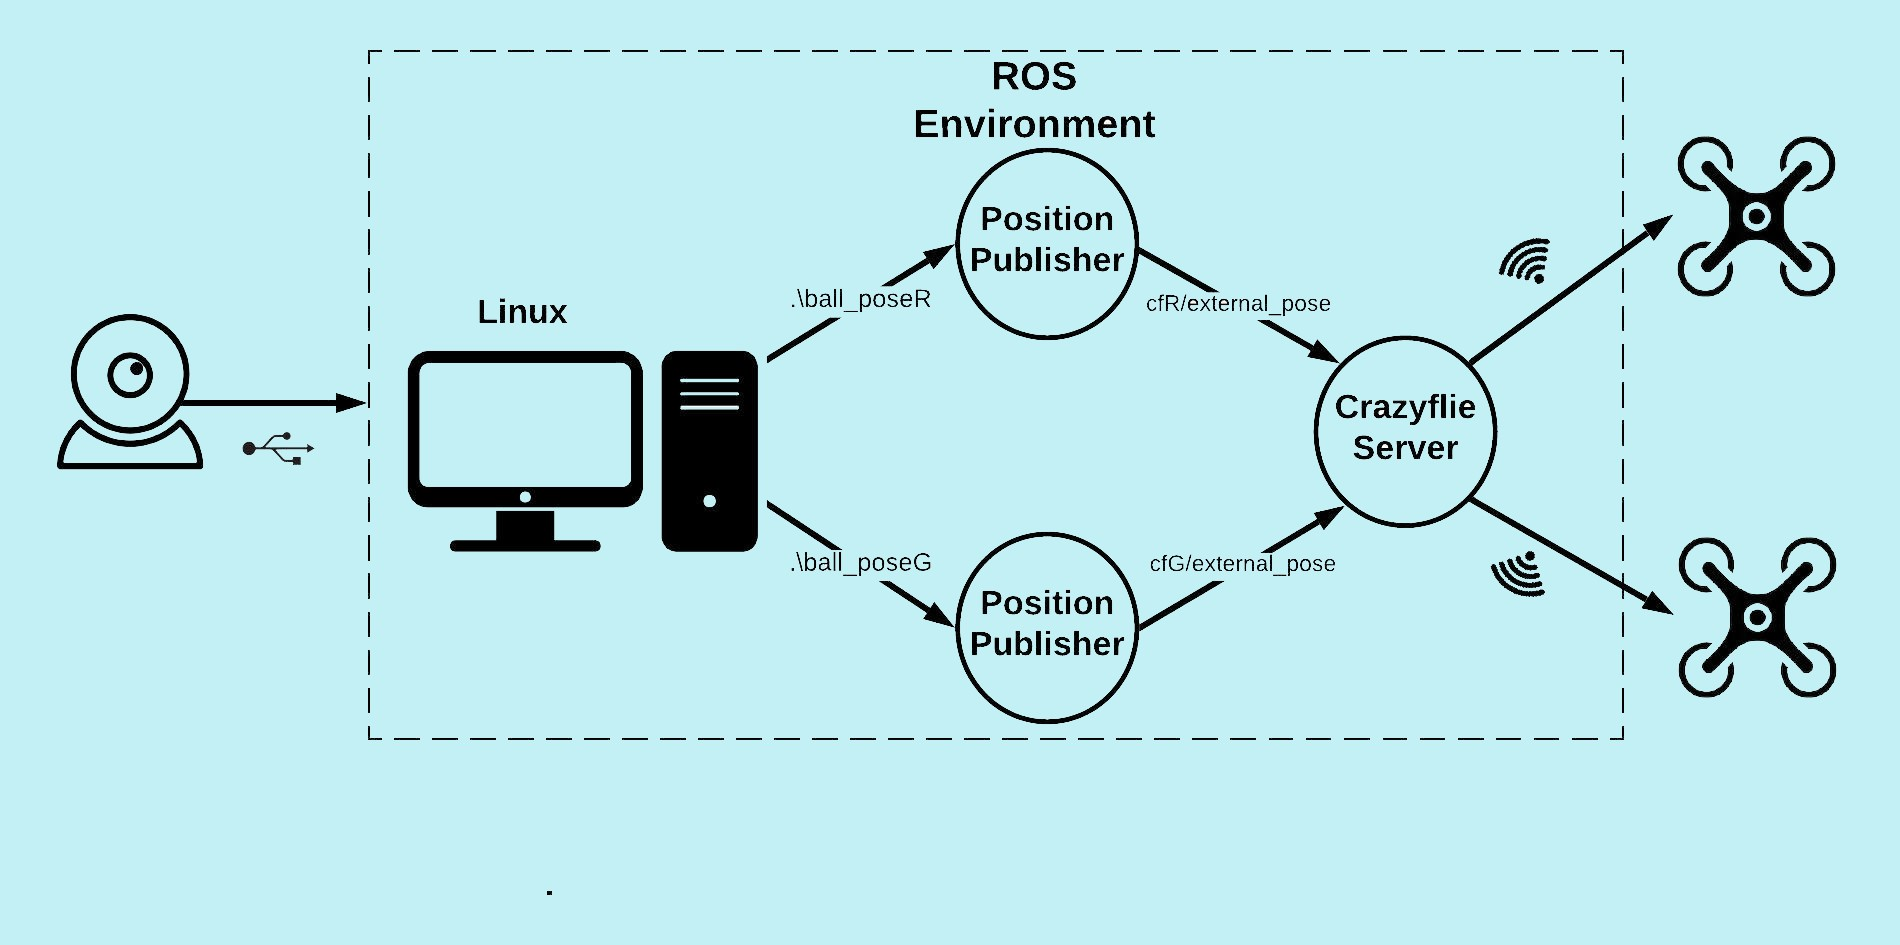 ROS
Environment
Position
Publisher
Linux
.\ball_poseR
cfR/external_pose
Crazyflie
Server
.\ball_poseG
cfG/external_pose
Position
Publisher